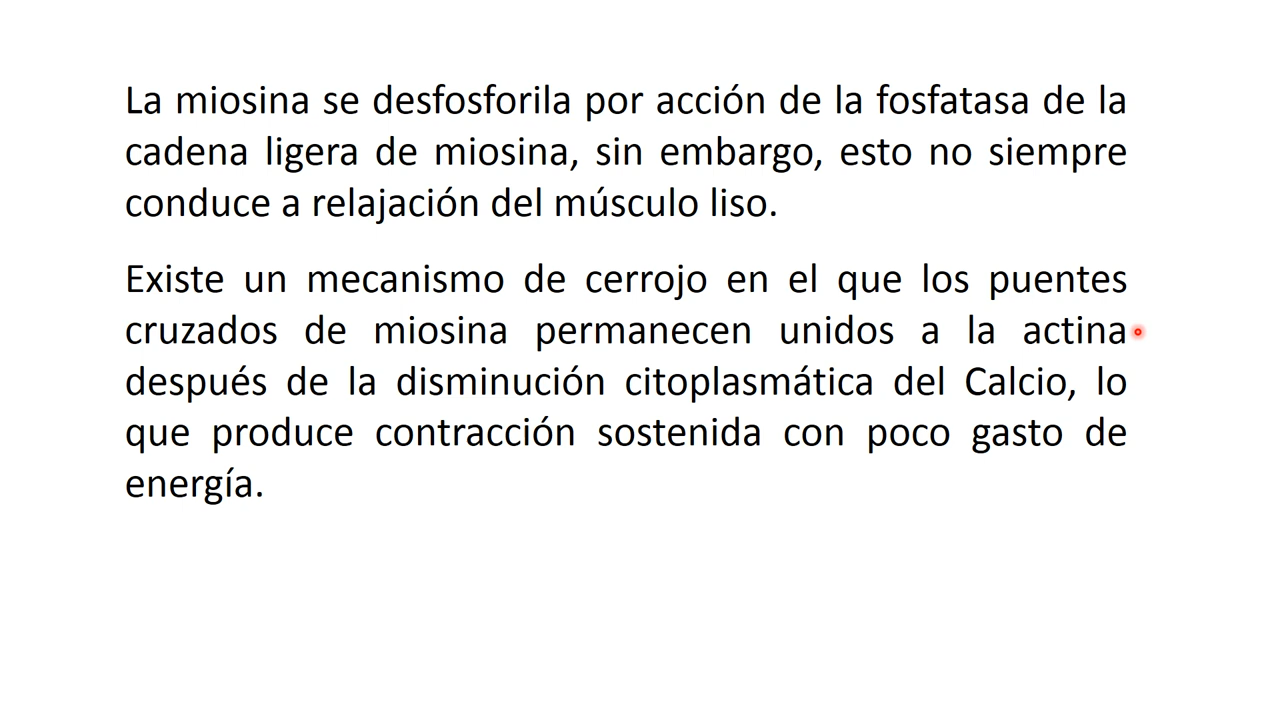 La miosina se desfosforila por acción de la fosfatasa de la
cadena ligera de miosina, sin embargo, esto no siempre
conduce a relajación del músculo liso.
Existe un mecanismo de cerrojo en el que los puentes
cruzados de miosina permanecen unidos a la actina
después de la disminución citoplasmática del Calcio, lo
que produce contracción sostenida con poco gasto de
energía.